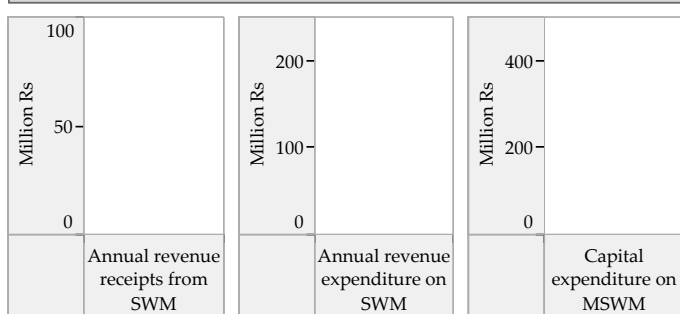 100
50
0
Million Rs
Annual revenue
receipts from
SWM
200
100
0
Million Rs
Annual revenue
expenditure on
SWM
400
200
0
Million Rs
Capital
expenditure on
MSWM